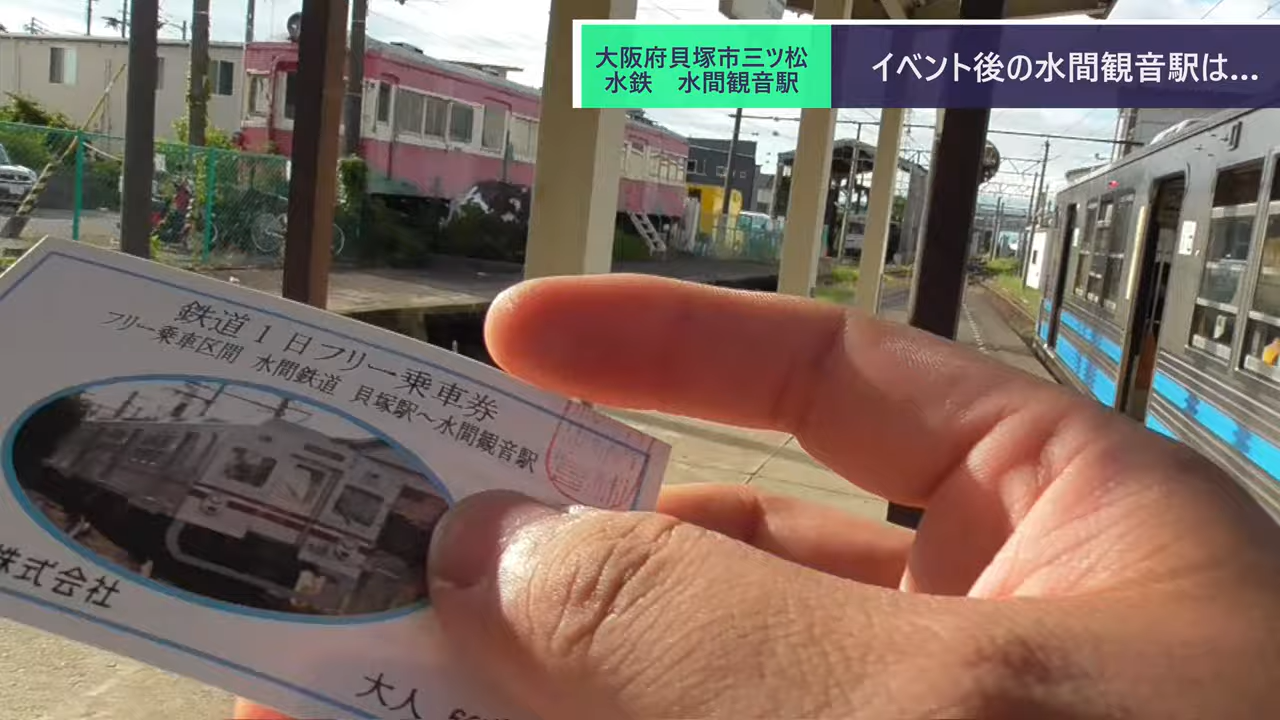 大阪府貝塚市三ツ松
水鉄 水間観音駅
イベント後の水間観音駅は...
鉄道1日フリー乗車券
フリー乗車区間 水間鉄道 貝塚駅〜水間観音駅
株式会社
大人